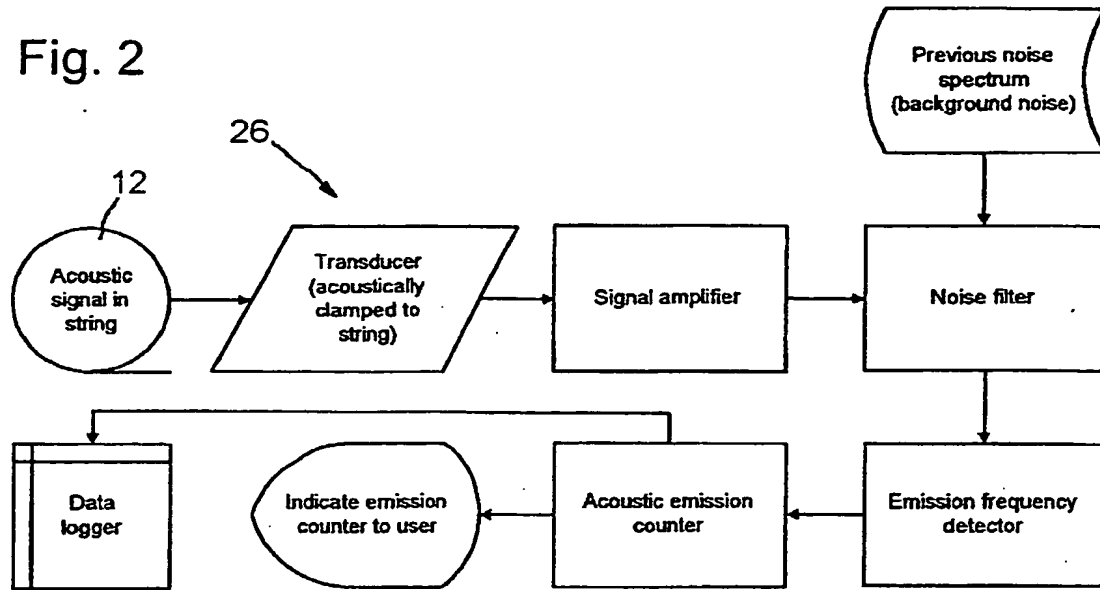 Fig. 2
Previous noise
spectrum
(background noise)
26
12
Acoustic
signal in
string
Transducer
(acoustically
clamped to
string)
Signal amplifier
Noise filter
Data
logger
Indicate emission
counter to user
Acoustic emission
counter
Emission frequency
detector